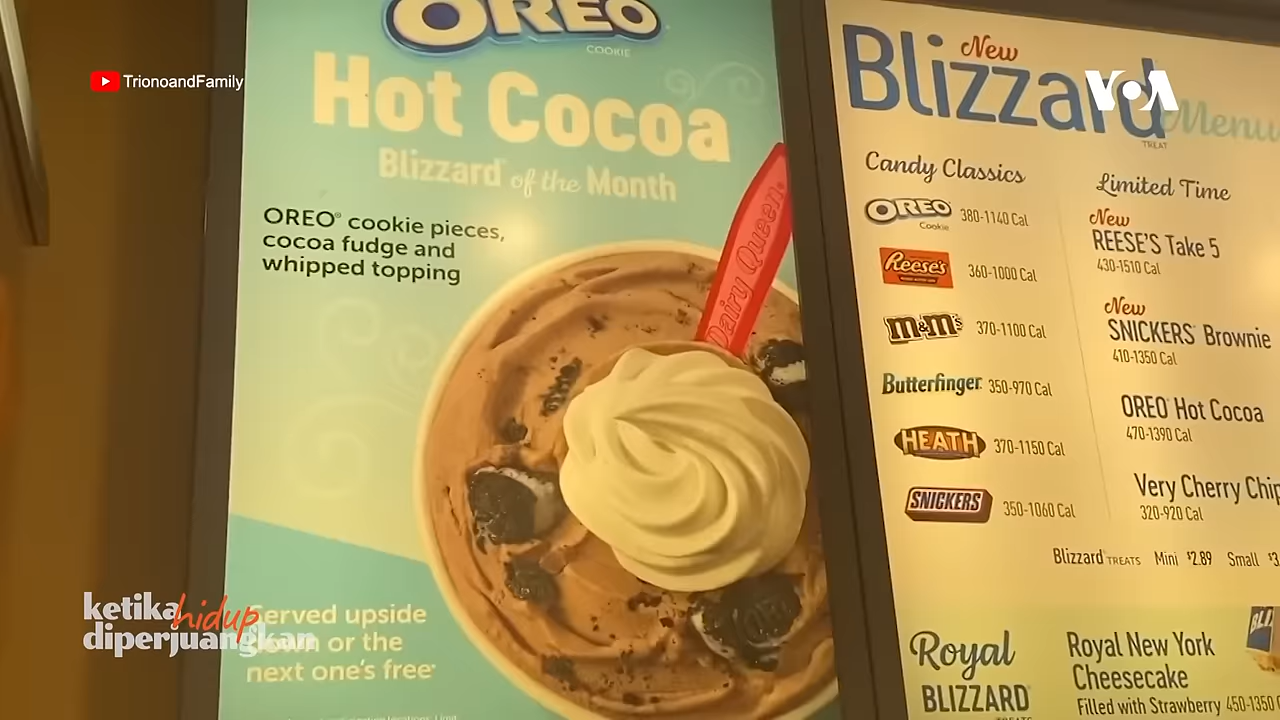 OREO
COOKIE
Hot Cocoa
Blizzard® of the Month
OREO® cookie pieces,
cocoa fudge and
whipped topping
Dairy Queen
Served upside
down or the
next one's free*
TrionoandFamily
ketika hidup
diperjuangkan
VOA
New
Blizzard Menu
TREAT
Candy Classics
OREO
Cookie
380-1140 Cal
Reese's
360-1000 Cal
m&m's
370-1100 Cal
Butterfinger
350-970 Cal
HEATH
370-1150 Cal
SNICKERS
350-1060 Cal
Limited Time
New
REESE'S Take 5
430-1510 Cal
New
SNICKERS® Brownie
410-1350 Cal
OREO® Hot Cocoa
470-1390 Cal
Very Cherry Chip
320-920 Cal
Blizzard® TREATS Mini $2.89 Small $3.
Royal
BLIZZARD®
TREATS
Royal New York
Cheesecake
Filled with Strawberry 450-1350